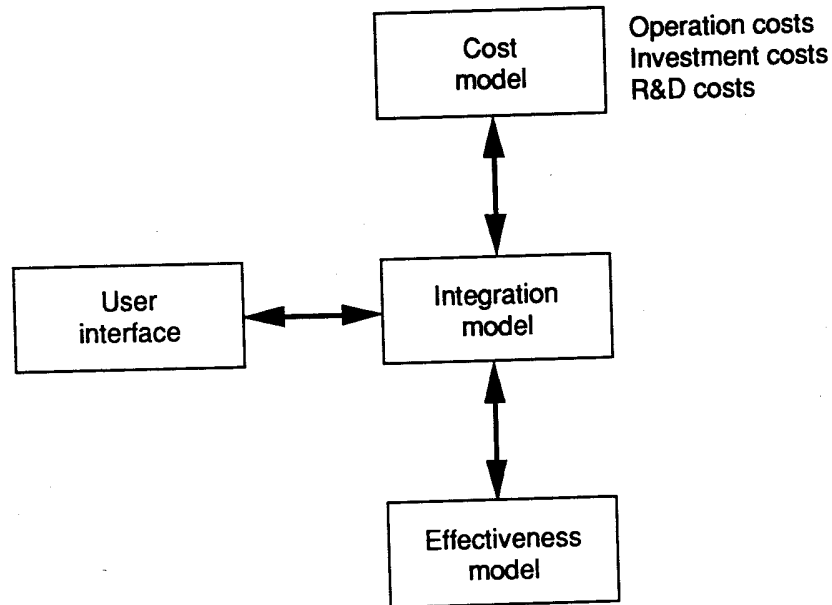 Cost
model
Operation costs
Investment costs
R&D costs
User
interface
Integration
model
Effectiveness
model